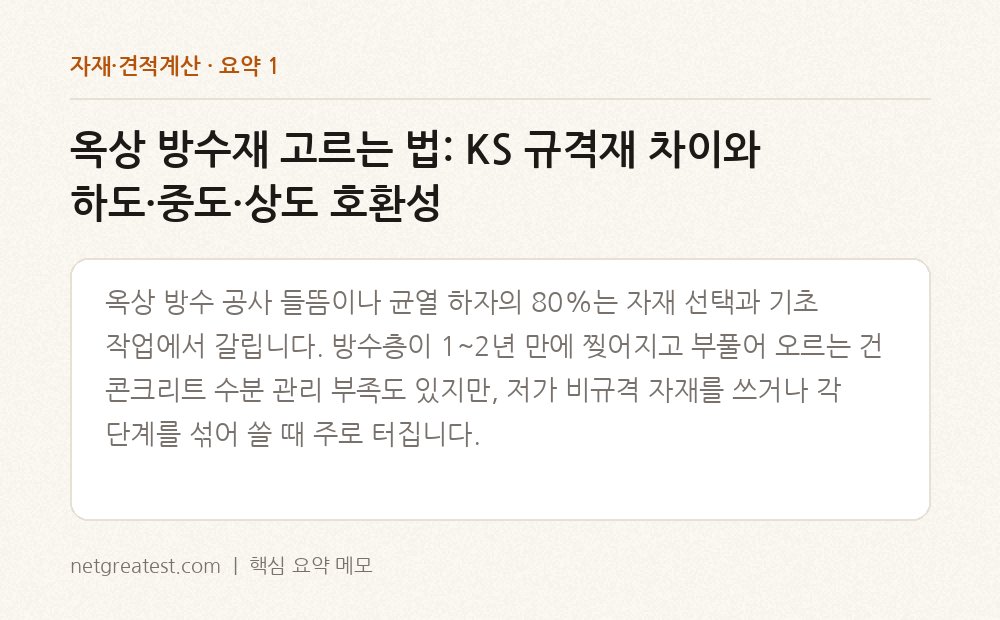 자재·견적계산 · 요약 1
옥상 방수재 고르는 법: KS 규격재 차이와
하도·중도·상도 호환성
옥상 방수 공사 들뜸이나 균열 하자의 80%는 자재 선택과 기초
작업에서 갈립니다. 방수층이 1~2년 만에 찢어지고 부풀어 오르는 건
콘크리트 수분 관리 부족도 있지만, 저가 비규격 자재를 쓰거나 각
단계를 섞어 쓸 때 주로 터집니다.
netgreatest.com | 핵심 요약 메모